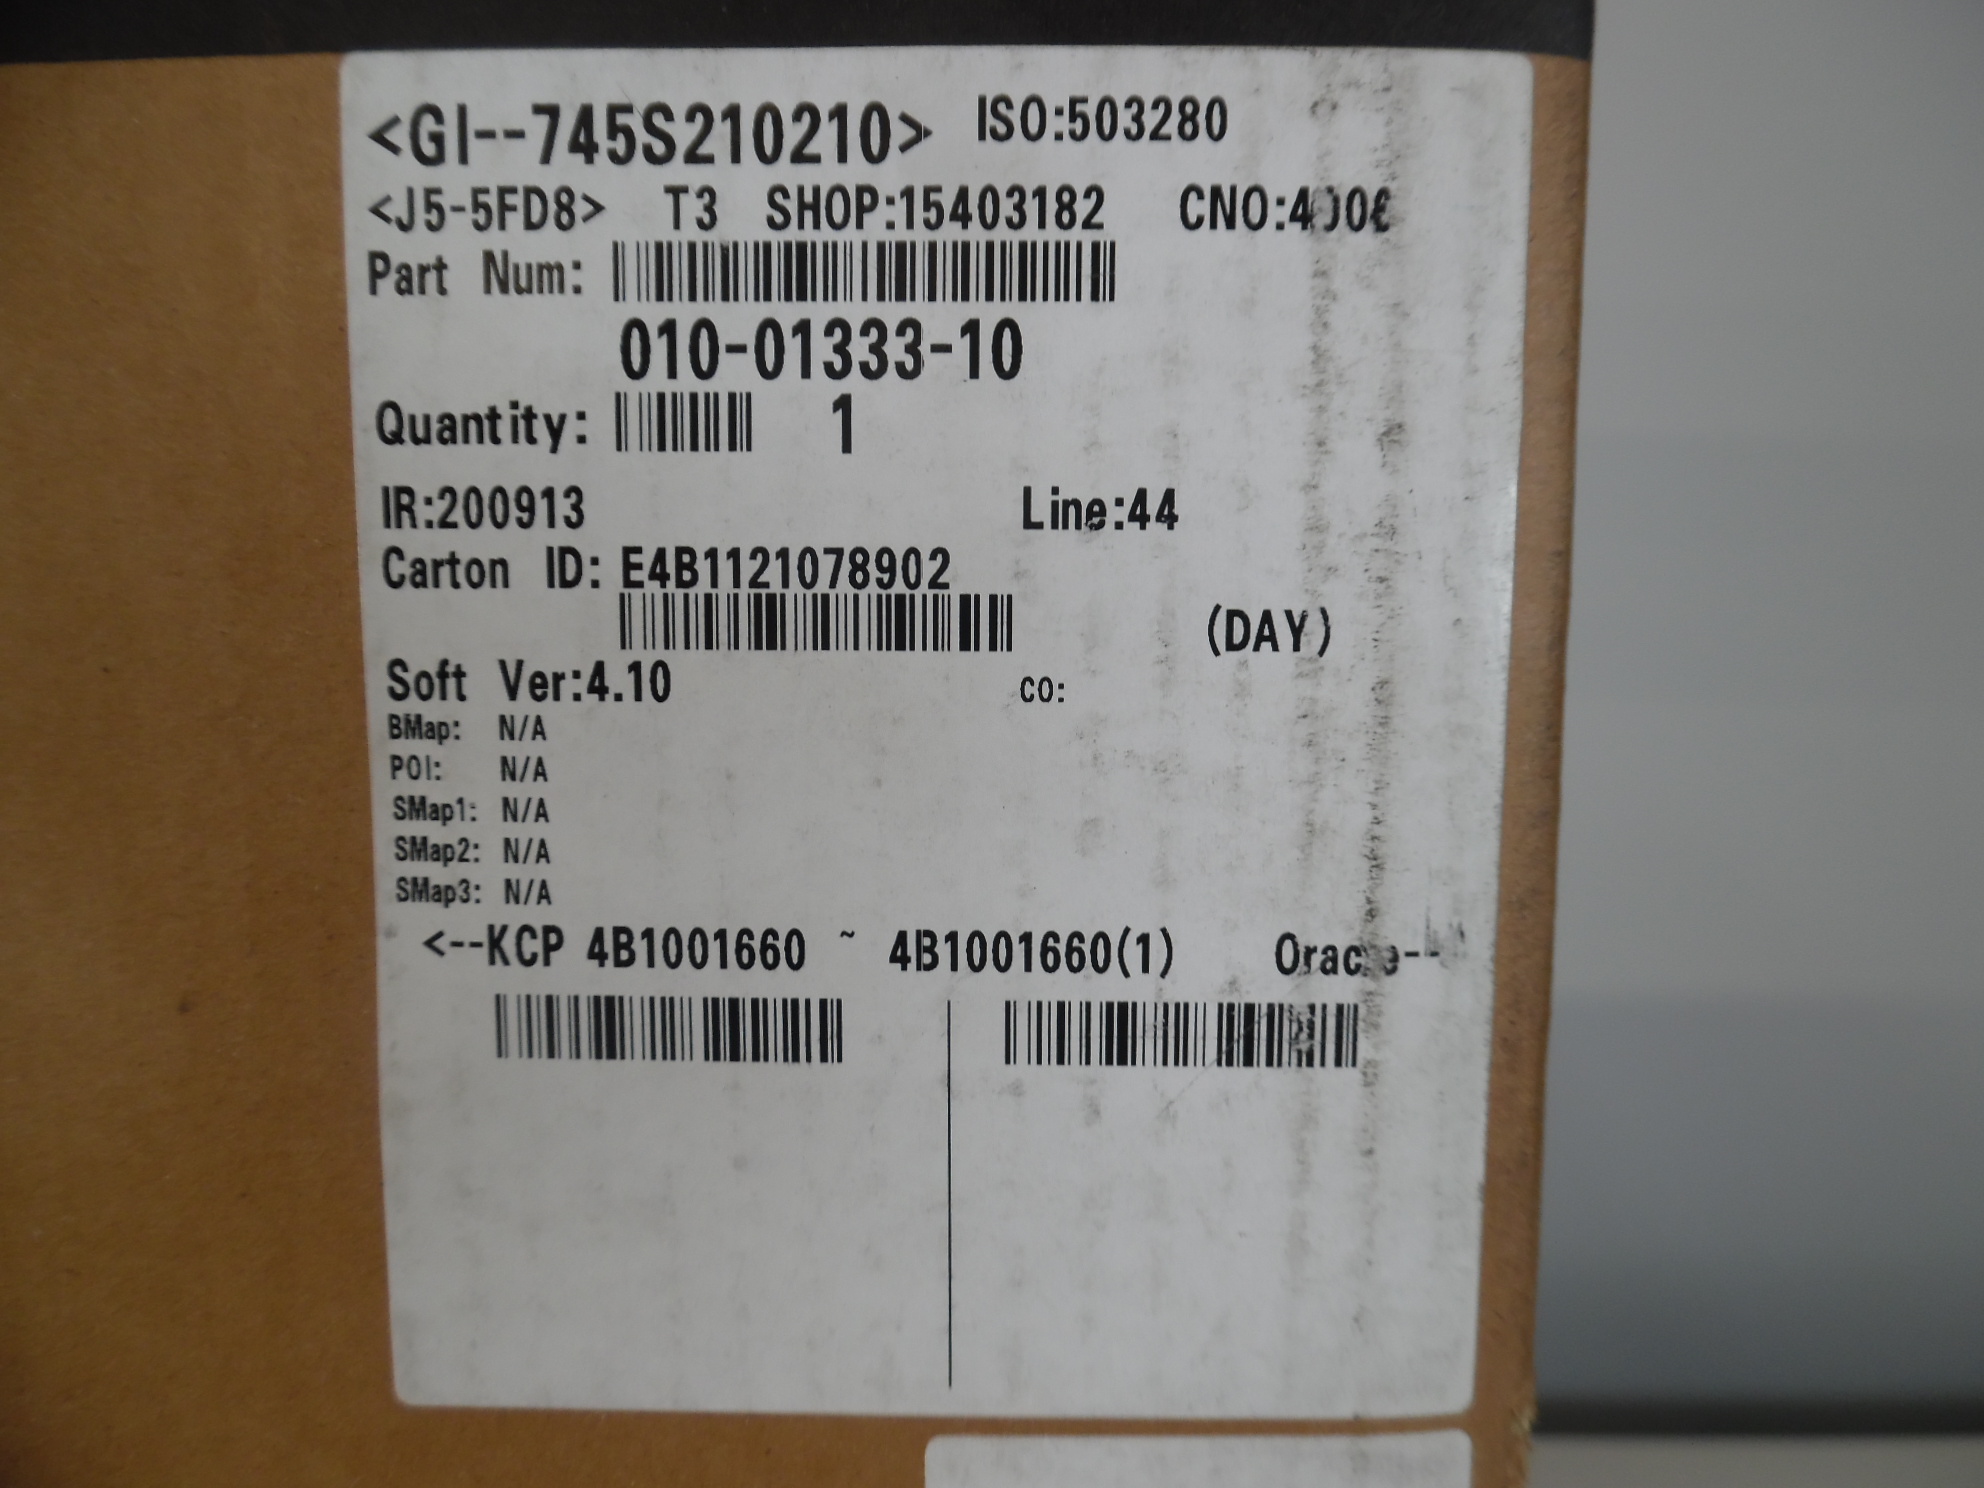 <GI--745S210210> ISO:503280
<J5-5FD8> T3 SHOP:15403182
Part Num:
010-01333-10
Quantity: 1
IR:200913 Line:44
Carton ID: E4B1121078902
(DAY)
Soft Ver:4.10 CO:
BMap: N/A
POI: N/A
SMap1: N/A
SMap2: N/A
SMap3: N/A
<--KCP 4B1001660 ~ 4B1001660(1) Oracle--